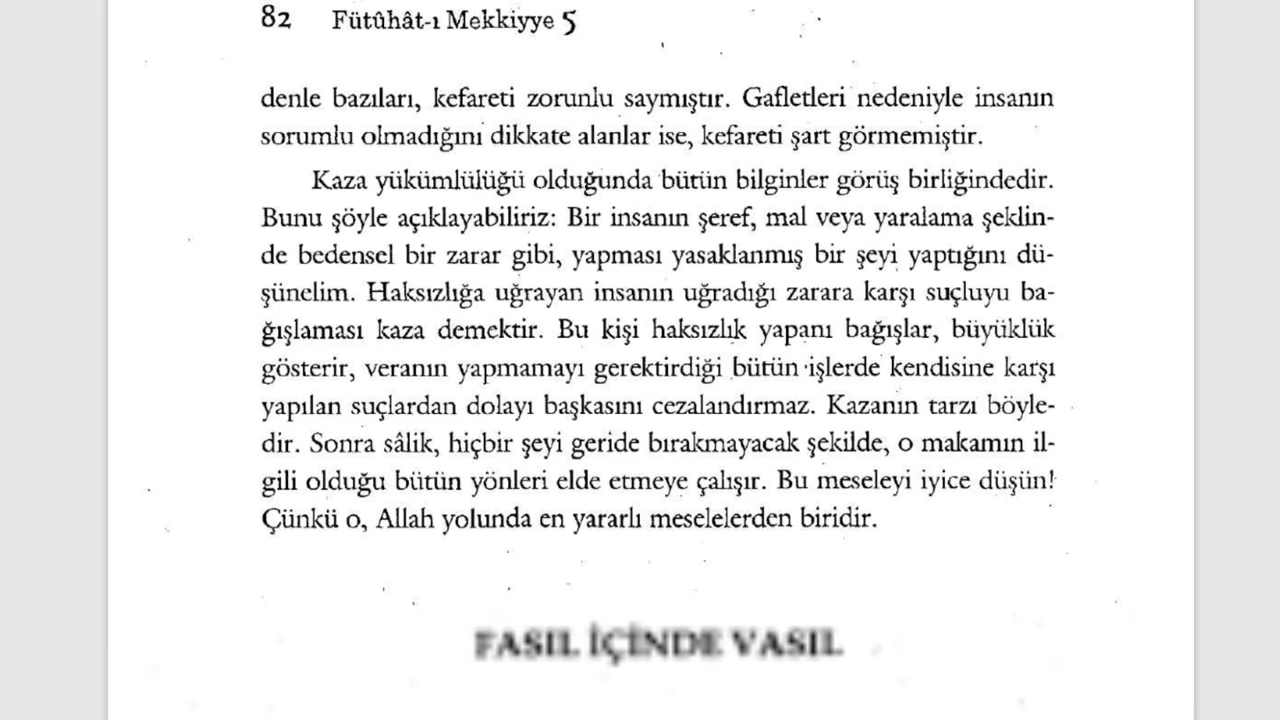 82 Fütûhât-ı Mekkiyye 5
denle bazıları, kefareti zorunlu saymıştır. Gafletleri nedeniyle insanın
sorumlu olmadığını dikkate alanlar ise, kefareti şart görmemiştir.
Kaza yükümlülüğü olduğunda bütün bilginler görüş birliğindedir.
Bunu şöyle açıklayabiliriz: Bir insanın şeref, mal veya yaralama şeklin-
de bedensel bir zarar gibi, yapması yasaklanmış bir şeyi yaptığını dü-
şünelim. Haksızlığa uğrayan insanın uğradığı zarara karşı suçluyu ba-
ğışlaması kaza demektir. Bu kişi haksızlık yapanı bağışlar, büyüklük
gösterir, veranın yapmamayı gerektirdiği bütün işlerde kendisine karşı
yapılan suçlardan dolayı başkasını cezalandırmaz. Kazanın tarzı böyle-
dir. Sonra sâlik, hiçbir şeyi geride bırakmayacak şekilde, o makamın il-
gili olduğu bütün yönleri elde etmeye çalışır. Bu meseleyi iyice düşün!
Çünkü o, Allah yolunda en yararlı meselelerden biridir.
FASIL İÇİNDE VASIL